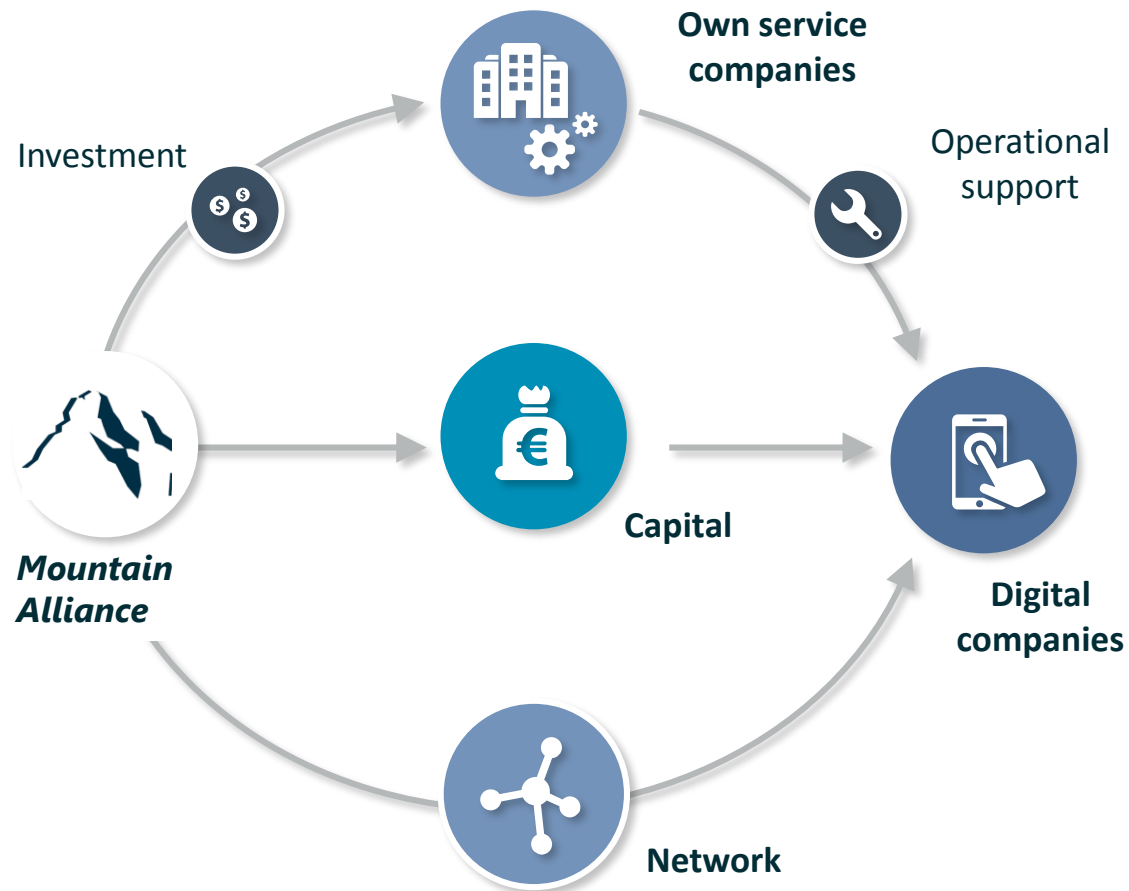 Own service
companies
Investment
Operational
support
$
$
$
€
Capital
Mountain
Alliance
Digital
companies
Network